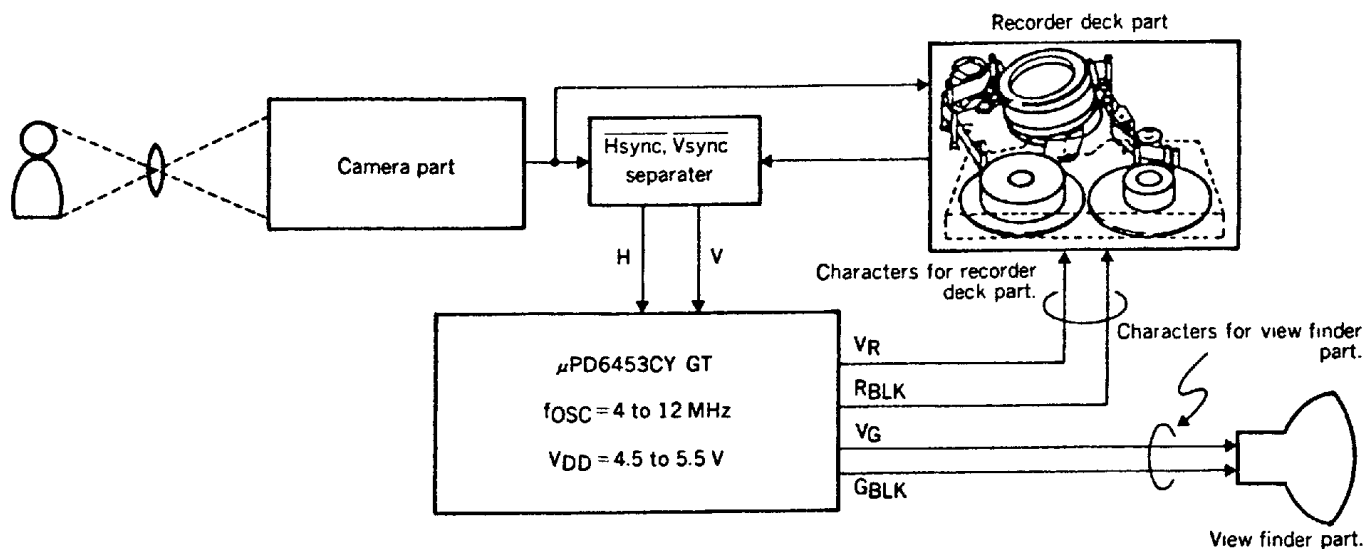 Recorder deck part
Camera part
Hsync, Vsync
separater
H
V
Characters for recorder
deck part.
Characters for view finder
part.
μPD6453CY GT
fOSC = 4 to 12 MHz
VDD = 4.5 to 5.5 V
VR
RBLK
VG
GBLK
View finder part.